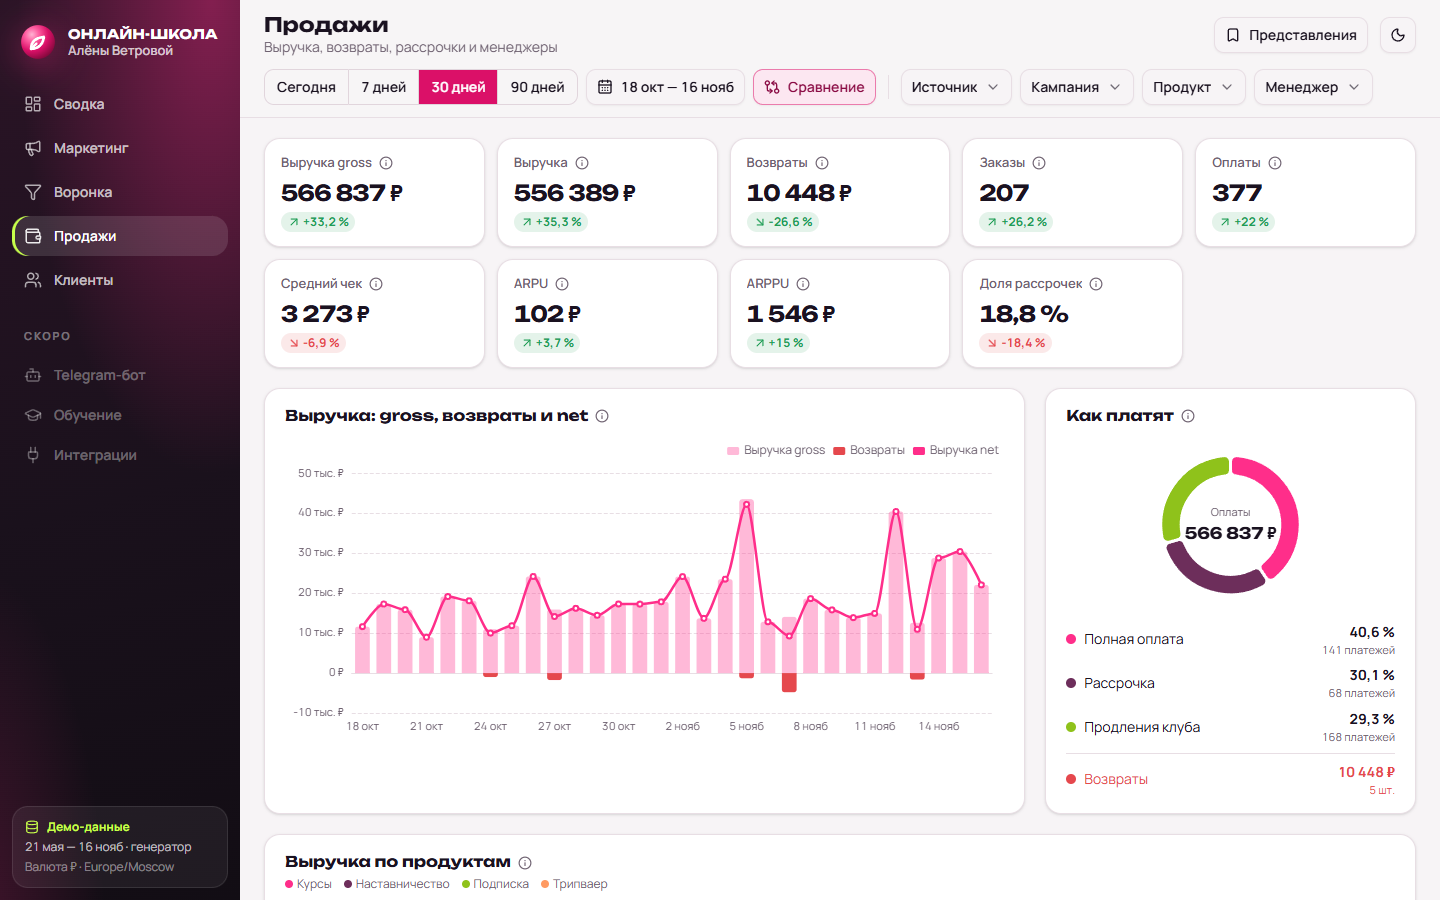 ОНЛАЙН-ШКОЛА
Алёны Ветровой
Сводка
Маркетинг
Воронка
Продажи
Клиенты
СКОРО
Telegram-бот
Обучение
Интеграции
Демо-данные
21 мая — 16 нояб · генератор
Валюта ₽ · Europe/Moscow
Продажи
Выручка, возвраты, рассрочки и менеджеры
Представления
Сегодня
7 дней
30 дней
90 дней
18 окт — 16 нояб
Сравнение
Источник
Кампания
Продукт
Менеджер
Выручка gross
566 837 ₽
+33,2 %
Выручка
556 389 ₽
+35,3 %
Возвраты
10 448 ₽
-26,6 %
Заказы
207
+26,2 %
Оплаты
377
+22 %
Средний чек
3 273 ₽
-6,9 %
ARPU
102 ₽
+3,7 %
ARPPU
1 546 ₽
+15 %
Доля рассрочек
18,8 %
-18,4 %
Выручка: gross, возвраты и net
Выручка gross
Возвраты
Выручка net
50 тыс. ₽
40 тыс. ₽
30 тыс. ₽
20 тыс. ₽
10 тыс. ₽
0 ₽
-10 тыс. ₽
18 окт
21 окт
24 окт
27 окт
30 окт
2 нояб
5 нояб
8 нояб
11 нояб
14 нояб
Как платят
Оплаты
566 837 ₽
Полная оплата
40,6 %
141 платежей
Рассрочка
30,1 %
68 платежей
Продления клуба
29,3 %
168 платежей
Возвраты
10 448 ₽
5 шт.
Выручка по продуктам
Курсы
Наставничество
Подписка
Трипваер